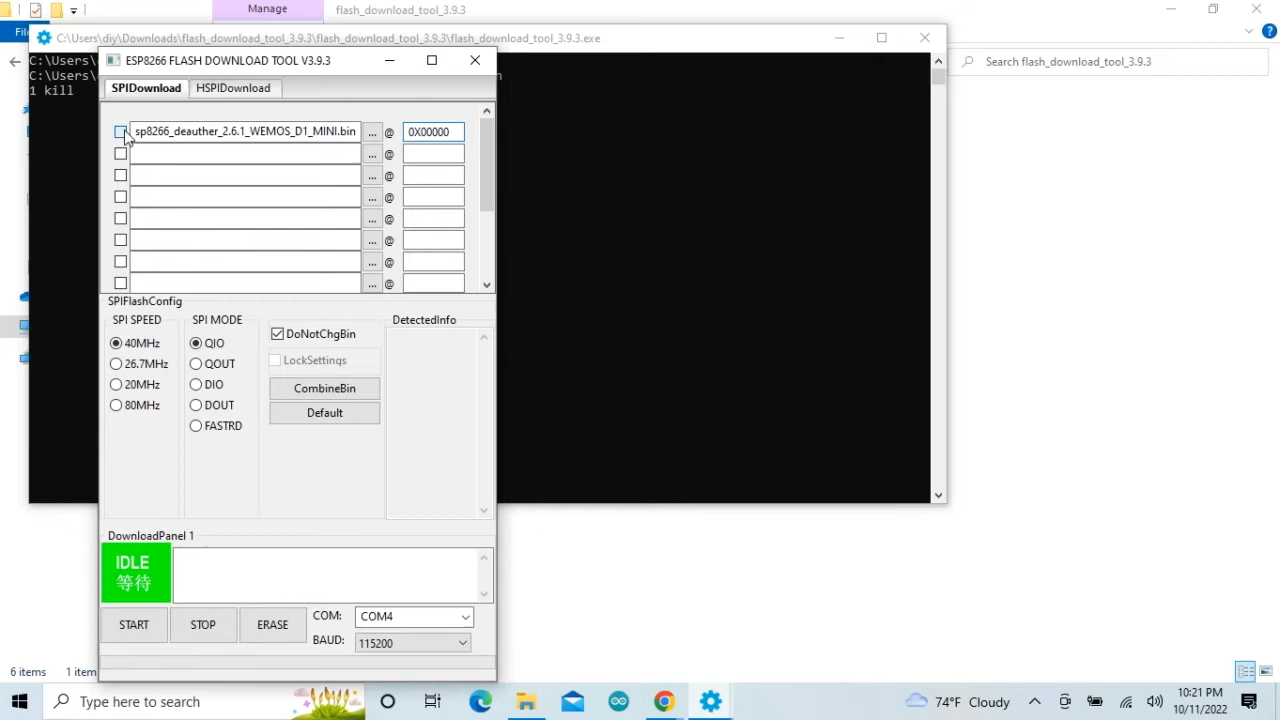 Manage
flash_download_tool_3.9.3
Fil
C:\Users\diy\Downloads\flash_download_tool_3.9.3\flash_download_tool_3.9.3\flash_download_tool_3.9.3.exe
Search flash_download_tool_3.9.3
C:\Users\
C:\Users\
n
1 kill
ESP8266 FLASH DOWNLOAD TOOL V3.9.3
SPIDownload
HSPIDownload
sp8266_deauther_2.6.1_WEMOS_D1_MINI.bin
...
@
0X00000
...
@
...
@
...
@
...
@
...
@
...
@
...
@
SPIFlashConfig
SPI SPEED
SPI MODE
DetectedInfo
40MHz
QIO
DoNotChgBin
26.7MHz
QOUT
LockSettings
20MHz
DIO
CombineBin
80MHz
DOUT
Default
FASTRD
DownloadPanel 1
IDLE
等待
START
STOP
ERASE
COM:
COM4
BAUD:
115200
6 items
1 item
Type here to search
74°F Cloudy
10:21 PM
10/11/2022